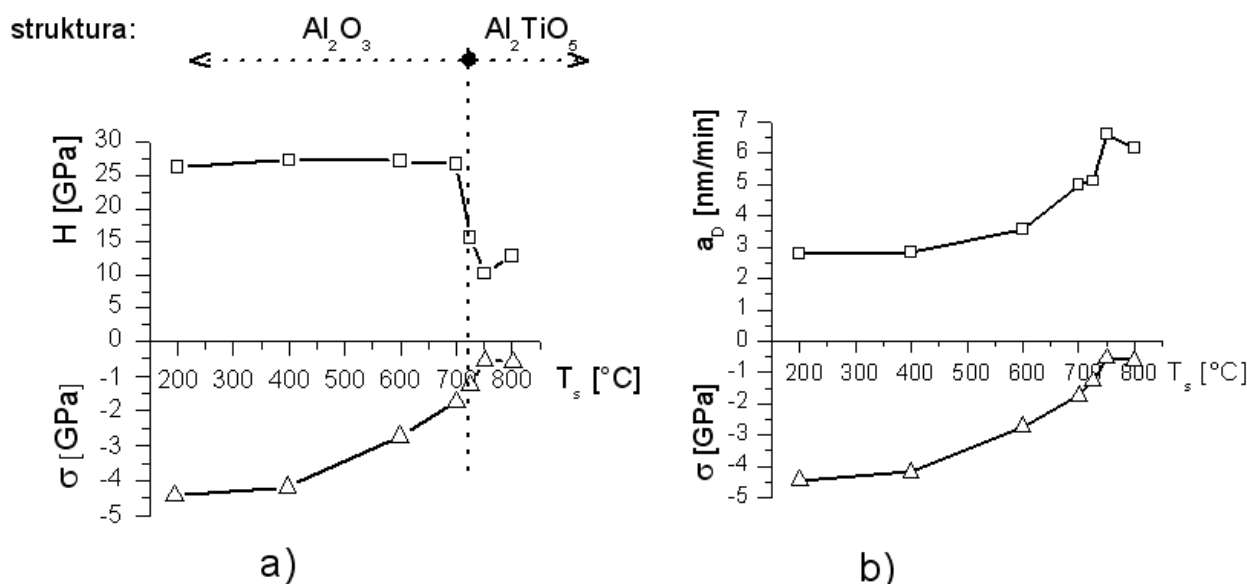 struktura: Al2O3 Al2TiO5
H [GPa]
30
25
20
15
10
5
0
200 300 400 500 600 700 800 Ts [°C]
σ [GPa]
-1
-2
-3
-4
-5
a)
aD [nm/min]
7
6
5
4
3
2
1
0
200 300 400 500 600 700 800 Ts [°C]
σ [GPa]
-1
-2
-3
-4
-5
b)